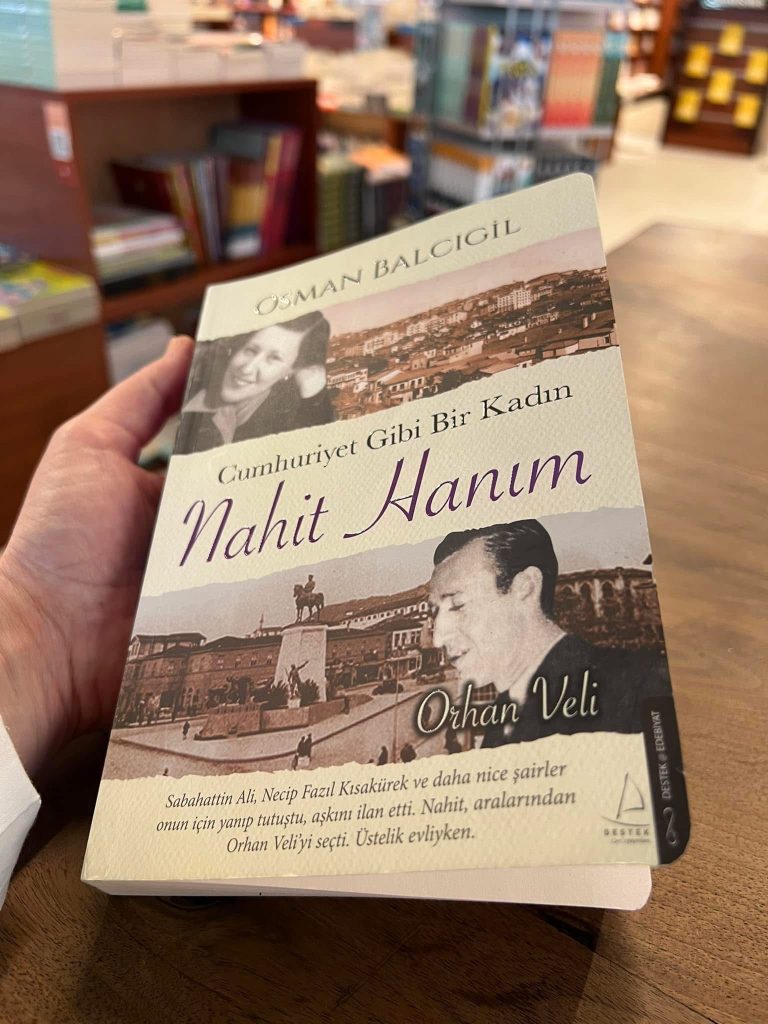 OSMAN BALCIGİL
Cumhuriyet Gibi Bir Kadın
Nahit Hanım
Orhan Veli
Sabahattin Ali, Necip Fazıl Kısakürek ve daha nice şairler
onun için yanıp tutuştu, aşkını ilan etti. Nahit, aralarından
Orhan Veli'yi seçti. Üstelik evliyken.
DESTEK
DESTEK EDEBİYAT